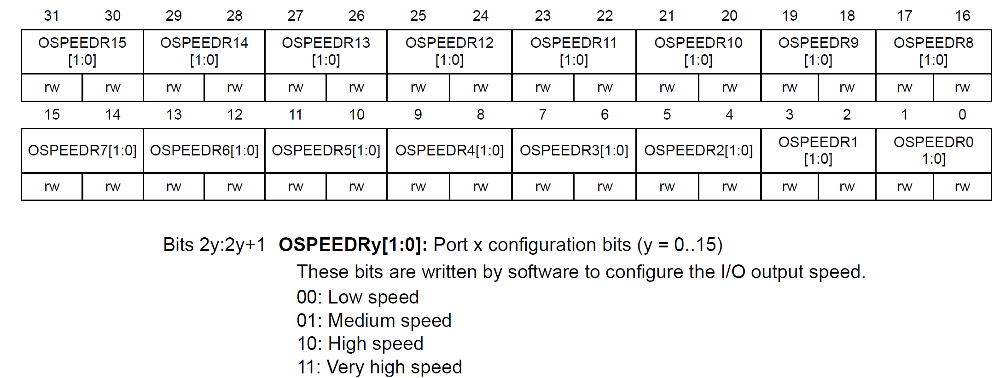 31 30 29 28 27 26 25 24 23 22 21 20 19 18 17 16
OSPEEDR15 OSPEEDR14 OSPEEDR13 OSPEEDR12 OSPEEDR11 OSPEEDR10 OSPEEDR9 OSPEEDR8
[1:0] [1:0] [1:0] [1:0] [1:0] [1:0] [1:0] [1:0]
rw rw rw rw rw rw rw rw rw rw rw rw rw rw rw rw
15 14 13 12 11 10 9 8 7 6 5 4 3 2 1 0
OSPEEDR7[1:0] OSPEEDR6[1:0] OSPEEDR5[1:0] OSPEEDR4[1:0] OSPEEDR3[1:0] OSPEEDR2[1:0] OSPEEDR1 OSPEEDR0
[1:0] 1:0]
rw rw rw rw rw rw rw rw rw rw rw rw rw rw rw rw
Bits 2y:2y+1 OSPEEDRy[1:0]: Port x configuration bits (y = 0..15)
These bits are written by software to configure the I/O output speed.
00: Low speed
01: Medium speed
10: High speed
11: Very high speed